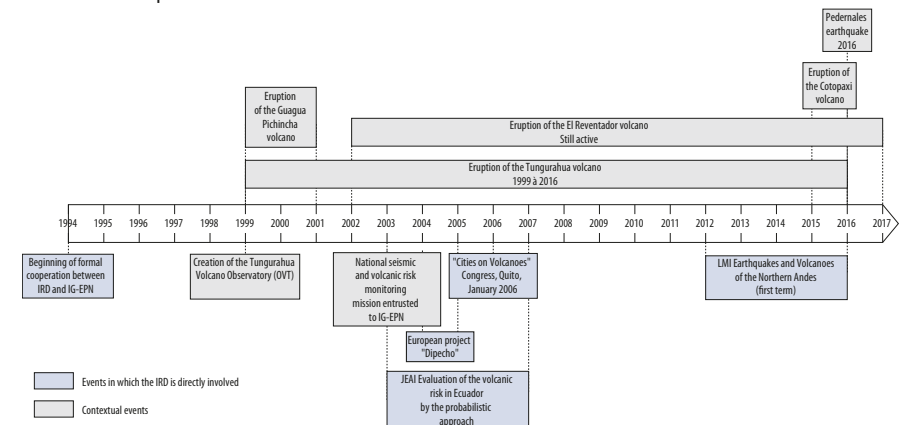 Pedernales
earthquake
2016
Eruption
of the Guagua
Pichincha
volcano
Eruption of
the Cotopaxi
volcano
Eruption of the El Reventador volcano
Still active
Eruption of the Tungurahua volcano
1999 à 2016
1994 1995 1996 1997 1998 1999 2000 2001 2002 2003 2004 2005 2006 2007 2008 2009 2010 2011 2012 2013 2014 2015 2016 2017
Beginning of formal
cooperation between
IRD and IG-EPN
Creation of the Tungurahua
Volcano Observatory (OVT)
National seismic
and volcanic risk
monitoring
mission entrusted
to IG-EPN
"Cities on Volcanoes"
Congress, Quito,
January 2006
LMI Earthquakes and Volcanoes
of the Northern Andes
(first term)
European project
"Dipecho"
JEAI Evaluation of the volcanic
risk in Ecuador
by the probabilistic
approach
Events in which the IRD is directly involved
Contextual events